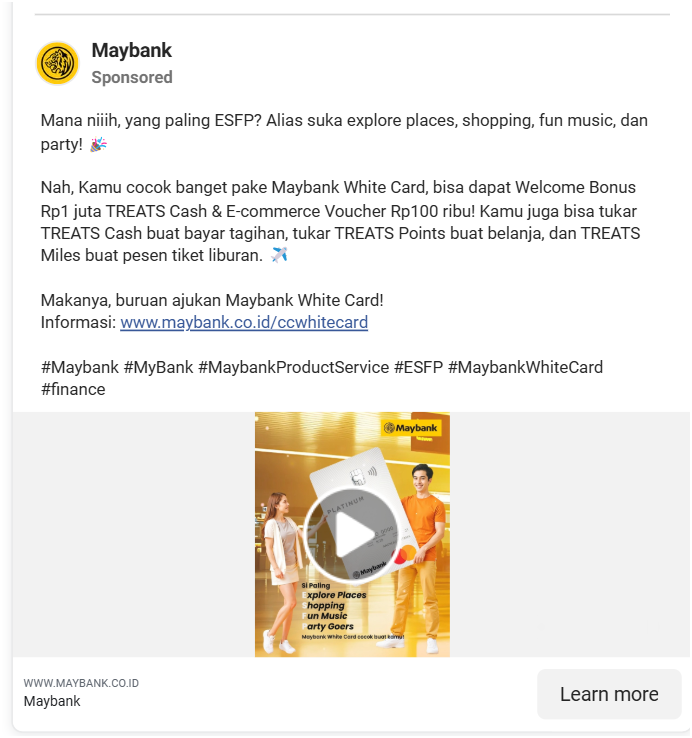 Maybank
Sponsored
Mana niiih, yang paling ESFP? Alias suka explore places, shopping, fun music, dan
party! 🎉
Nah, Kamu cocok banget pake Maybank White Card, bisa dapat Welcome Bonus
Rp1 juta TREATS Cash & E-commerce Voucher Rp100 ribu! Kamu juga bisa tukar
TREATS Cash buat bayar tagihan, tukar TREATS Points buat belanja, dan TREATS
Miles buat pesen tiket liburan. ✈️
Makanya, buruan ajukan Maybank White Card!
Informasi: www.maybank.co.id/ccwhitecard
#Maybank #MyBank #MaybankProductService #ESFP #MaybankWhiteCard
#finance
Maybank
PLATINUM
Maybank
Si Paling
Explore Places
Shopping
Fun Music
Party Goers
Maybank White Card cocok buat kamu!
WWW.MAYBANK.CO.ID
Maybank
Learn more